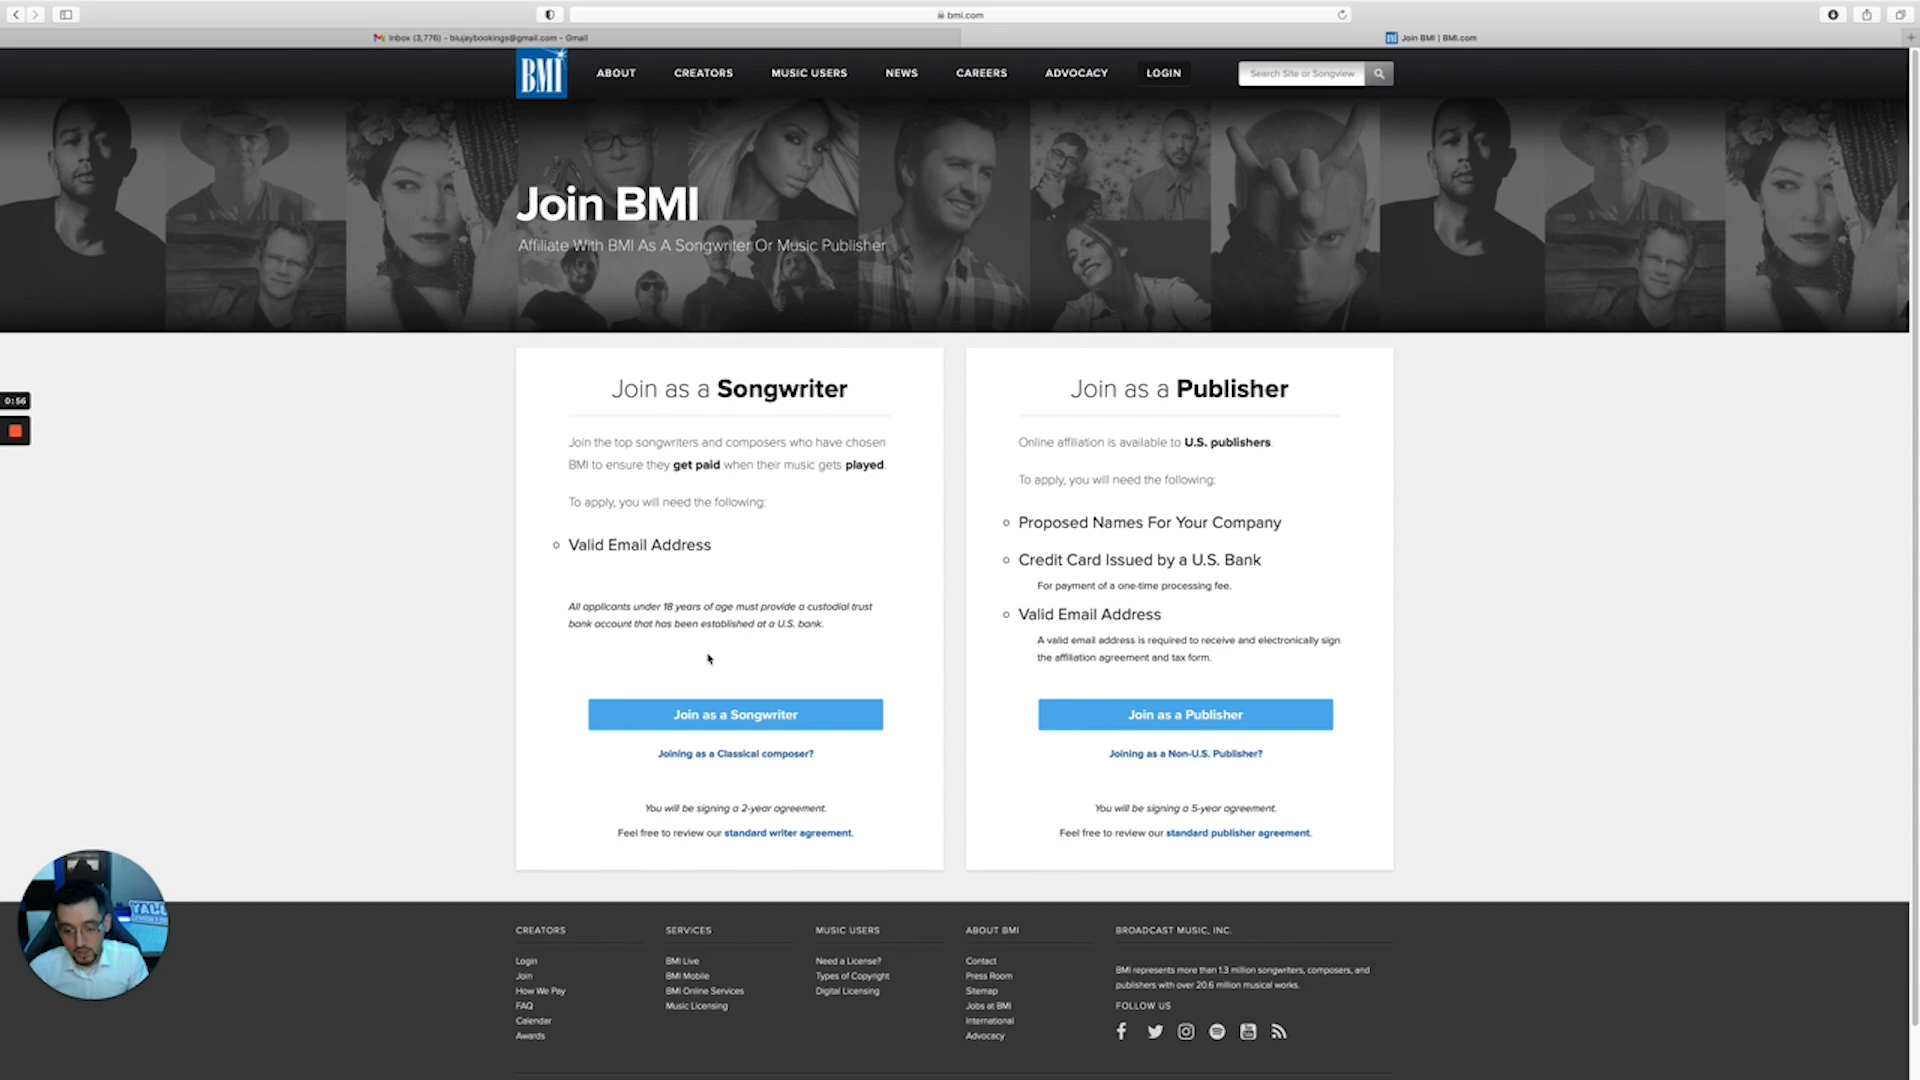 bmi.com
Inbox (3,776) - blujaybookings@gmail.com - Gmail
Join BMI | BMI.com
BMI
ABOUT
CREATORS
MUSIC USERS
NEWS
CAREERS
ADVOCACY
LOGIN
Search Site or Songview
Join BMI
Affiliate With BMI As A Songwriter Or Music Publisher
0:56
Join as a Songwriter
Join the top songwriters and composers who have chosen
BMI to ensure they get paid when their music gets played.
To apply, you will need the following:
Valid Email Address
All applicants under 18 years of age must provide a custodial trust
bank account that has been established at a U.S. bank.
Join as a Songwriter
Joining as a Classical composer?
You will be signing a 2-year agreement.
Feel free to review our standard writer agreement.
Join as a Publisher
Online affiliation is available to U.S. publishers.
To apply, you will need the following:
Proposed Names For Your Company
Credit Card Issued by a U.S. Bank
For payment of a one-time processing fee.
Valid Email Address
A valid email address is required to receive and electronically sign
the affiliation agreement and tax form.
Join as a Publisher
Joining as a Non-U.S. Publisher?
You will be signing a 5-year agreement.
Feel free to review our standard publisher agreement.
CREATORS
Login
Join
How We Pay
FAQ
Calendar
Awards
SERVICES
BMI Live
BMI Mobile
BMI Online Services
Music Licensing
MUSIC USERS
Need a License?
Types of Copyright
Digital Licensing
ABOUT BMI
Contact
Press Room
Sitemap
Jobs at BMI
International
Advocacy
BROADCAST MUSIC, INC.
BMI represents more than 1.3 million songwriters, composers, and
publishers with over 20.6 million musical works.
FOLLOW US